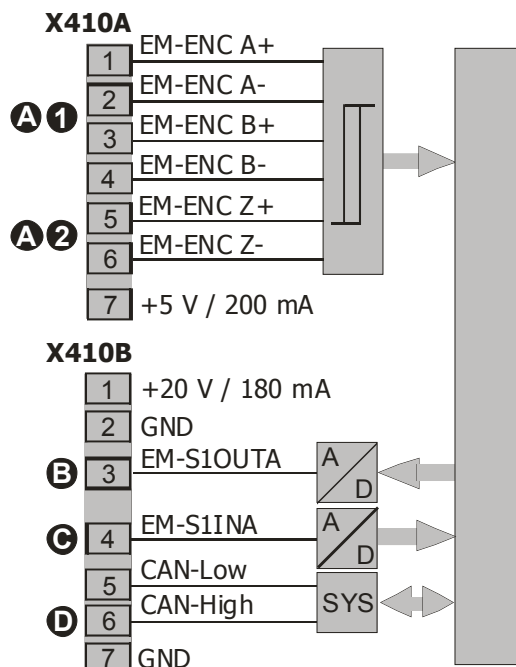 X410A
1 EM-ENC A+
2 EM-ENC A-
A 1
3 EM-ENC B+
4 EM-ENC B-
5 EM-ENC Z+
A 2
6 EM-ENC Z-
7 +5 V / 200 mA
X410B
1 +20 V / 180 mA
2 GND
B 3 EM-S1OUTA A D
C 4 EM-S1INA A D
5 CAN-Low
SYS
D 6 CAN-High
7 GND